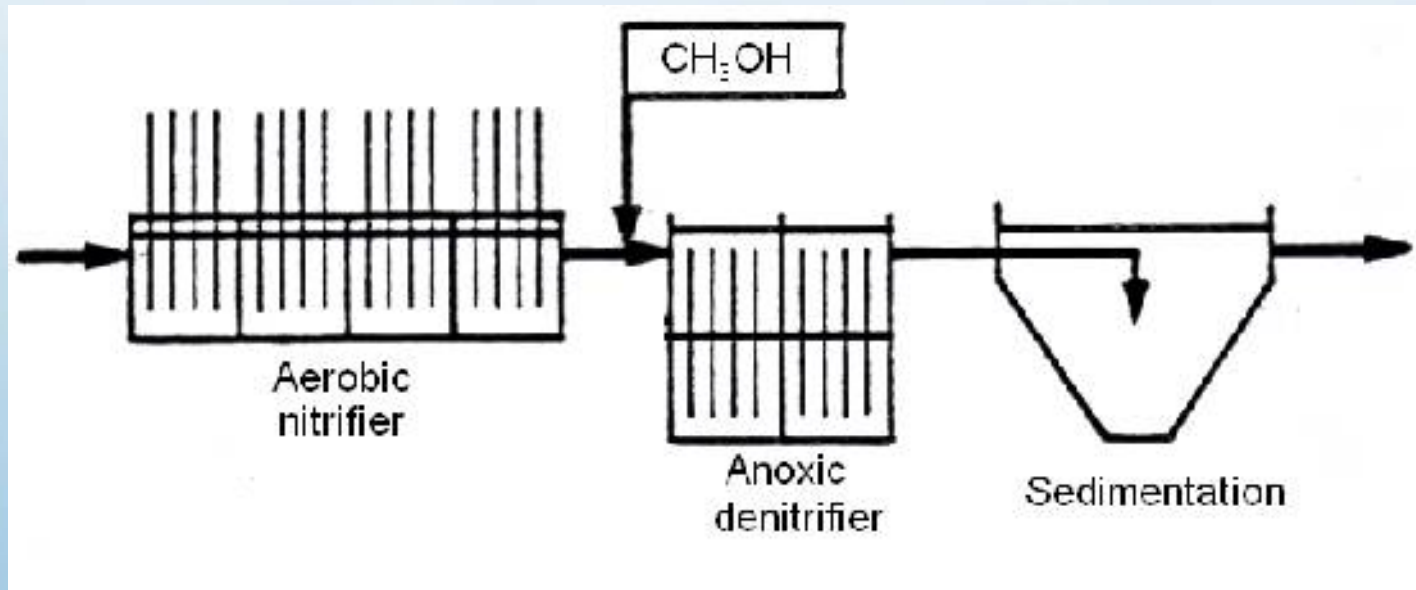 CH₃OH
Aerobic
nitrifier
Anoxic
denitrifier
Sedimentation